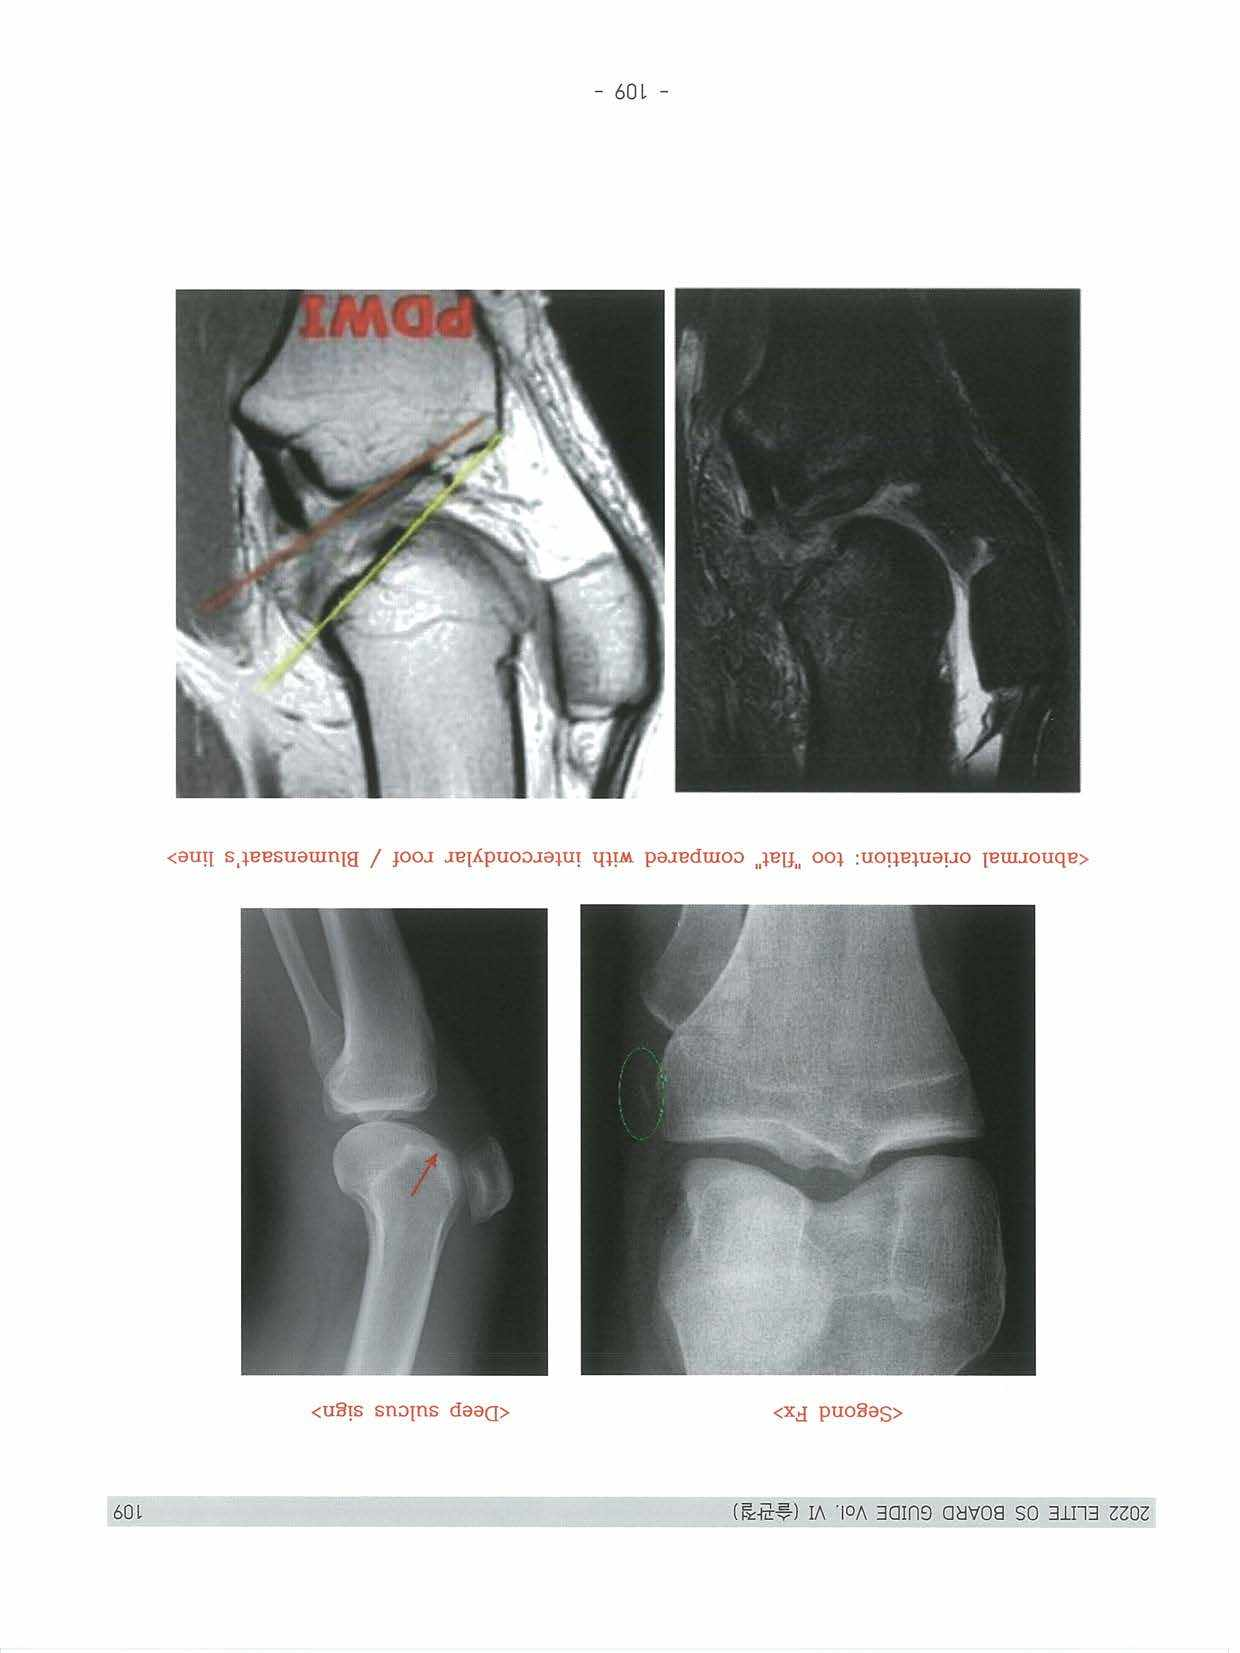 2022 ELITE OS BOARD GUIDE Vol. VI (슬관절) 109
<Segond Fx> <Deep sulcus sign>
<abnormal orientation: too "flat" compared with intercondylar roof / Blumensaat's line>
PDWI
- 109 -